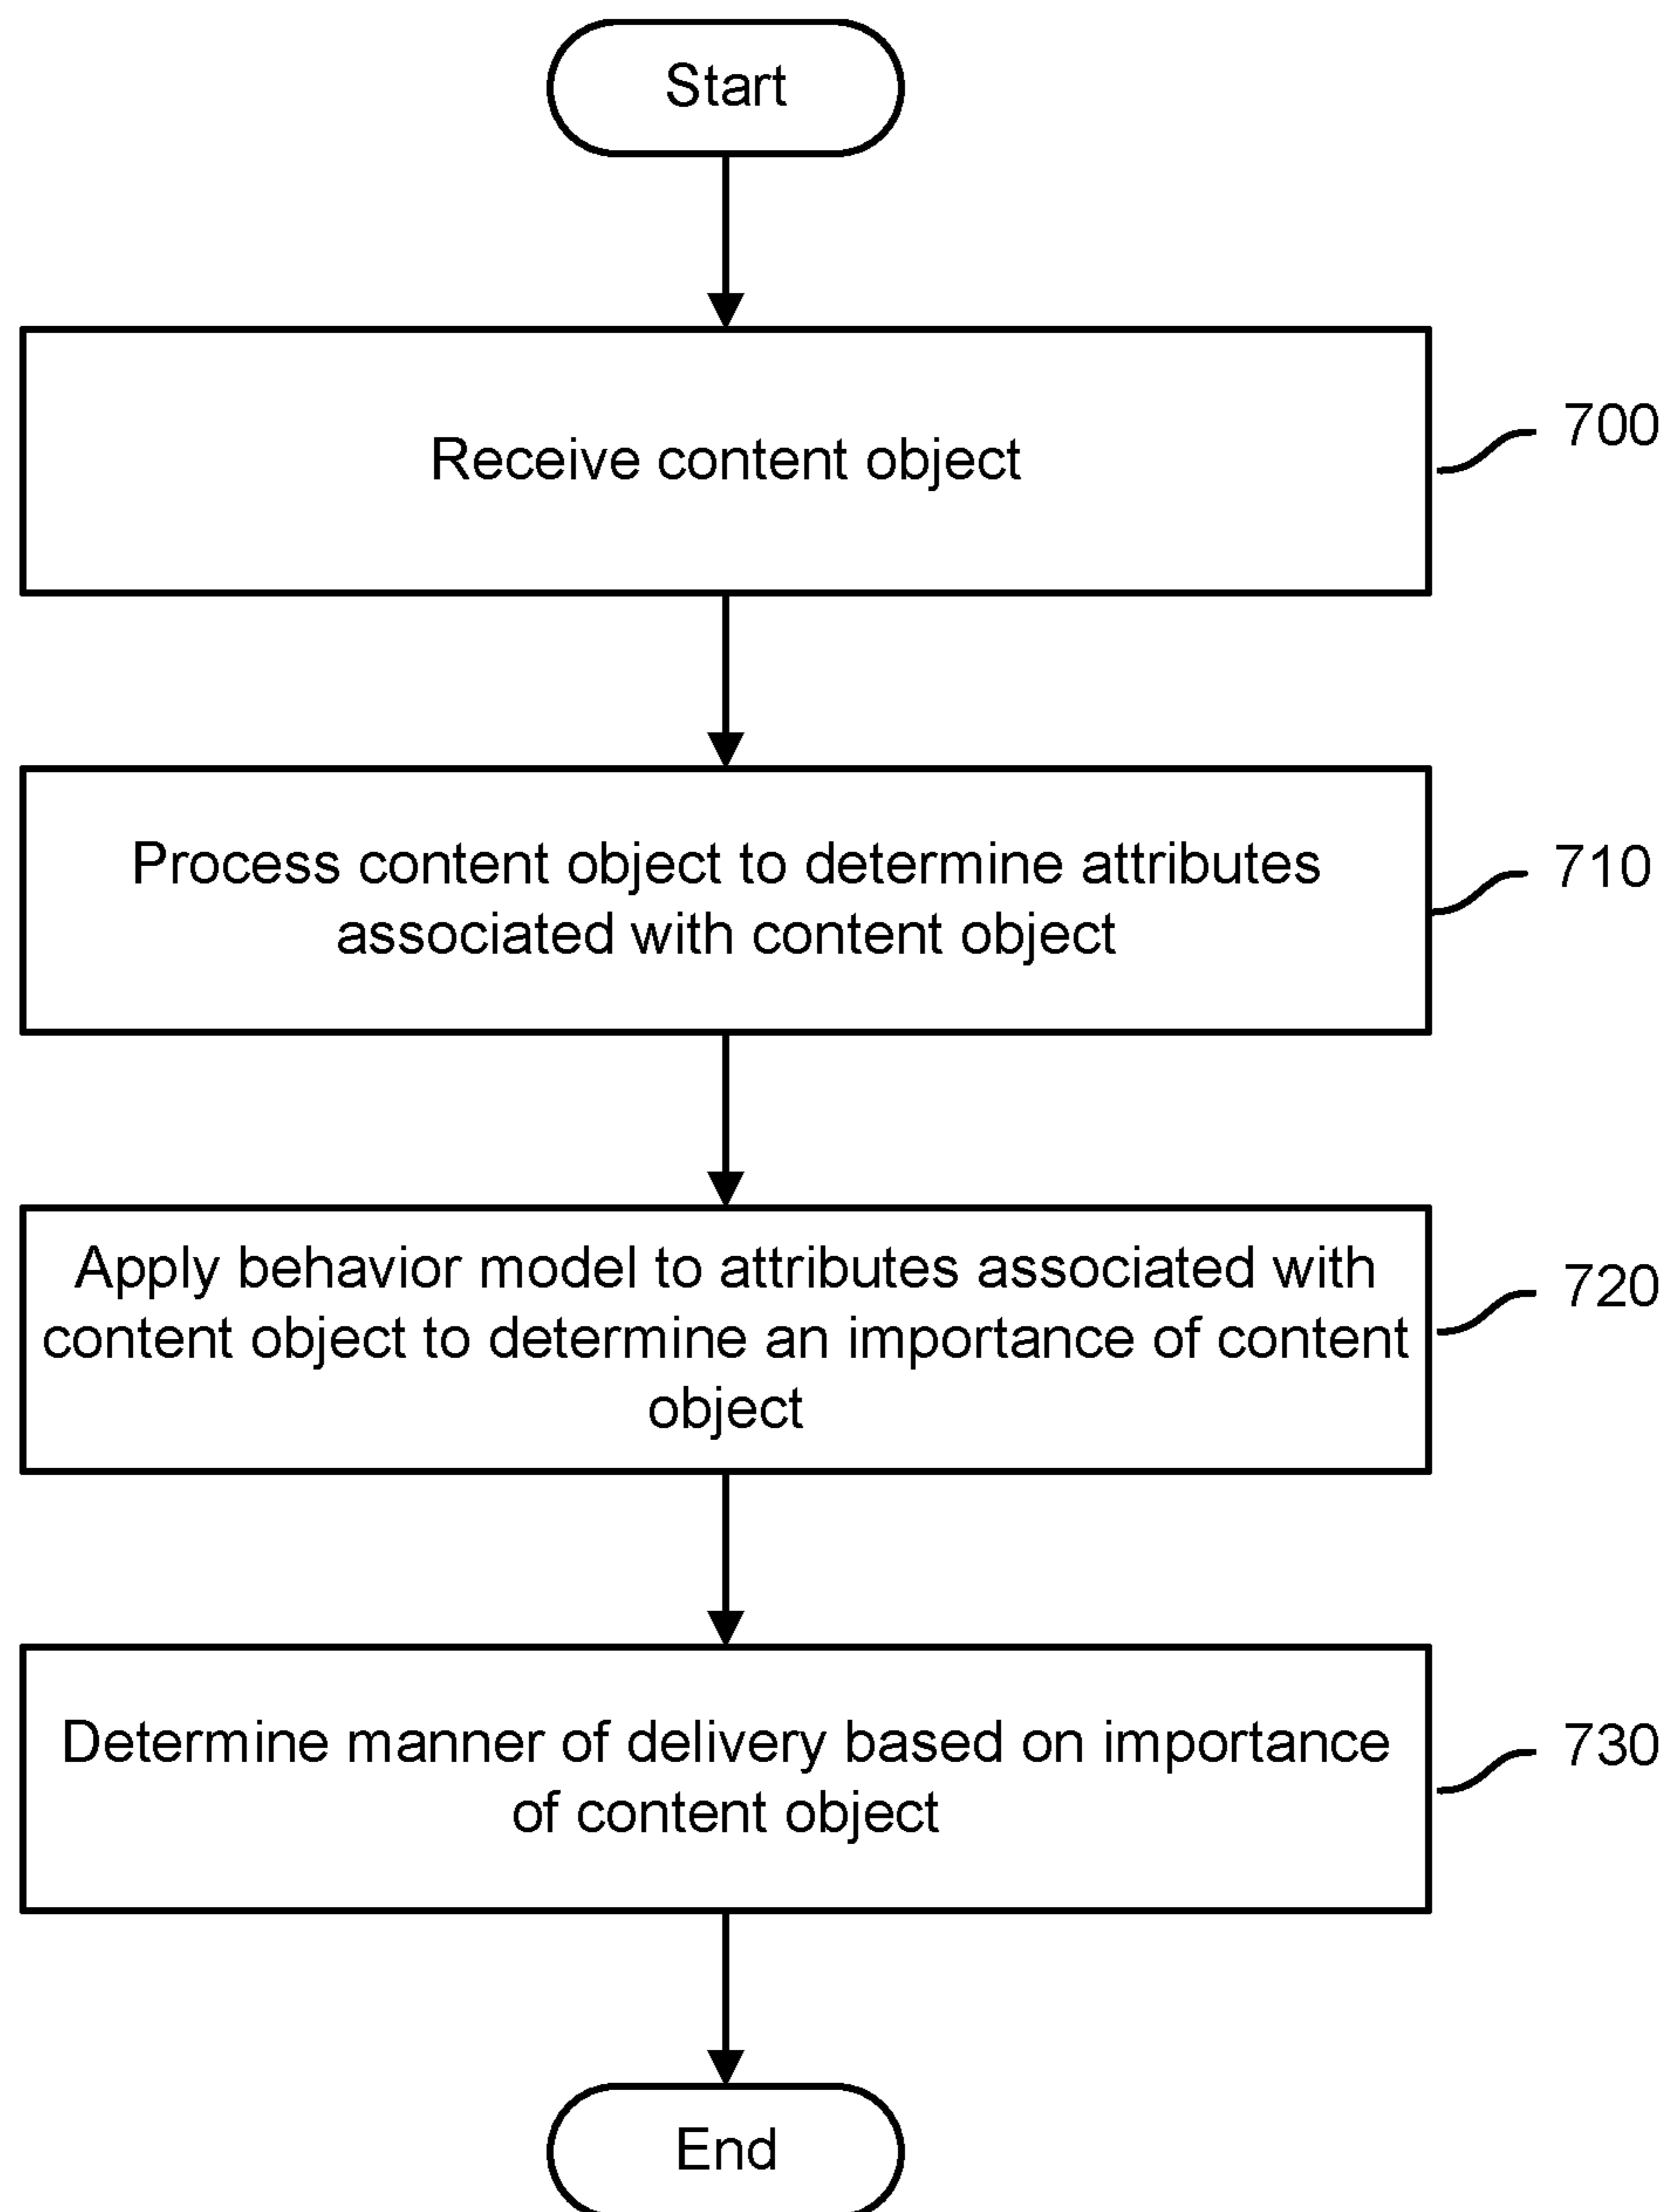 Start
Receive content object
700
Process content object to determine attributes
associated with content object
710
Apply behavior model to attributes associated with
content object to determine an importance of content
object
720
Determine manner of delivery based on importance
of content object
730
End